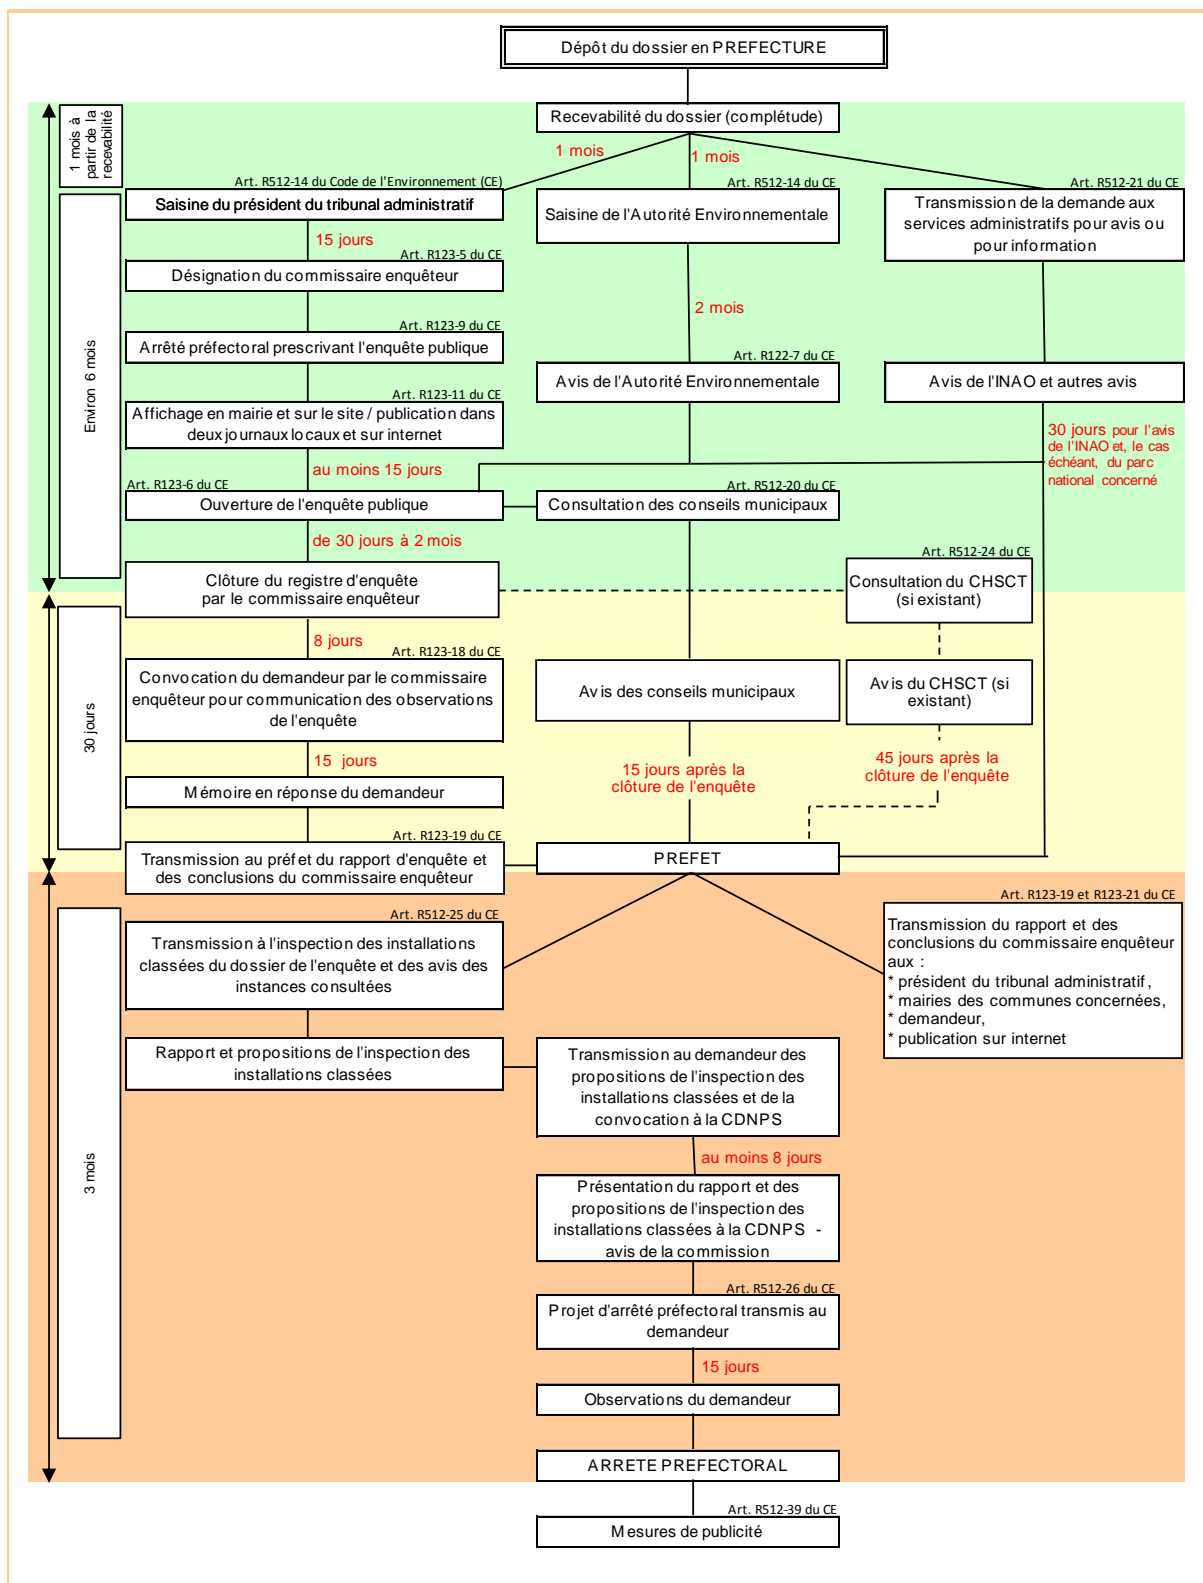 Dépôt du dossier en PREFECTURE
1 mois à
partir de la
recevabilité
Recevabilité du dossier (complétude)
1 mois
1 mois
Art. R512-14 du Code de l'Environnement (CE)
Art. R512-14 du CE
Art. R512-21 du CE
Saisine du président du tribunal administratif
Saisine de l'Autorité Environnementale
Transmission de la demande aux
services administratifs pour avis ou
pour information
15 jours
Art. R123-5 du CE
Désignation du commissaire enquêteur
2 mois
Art. R123-9 du CE
Arrêté préfectoral prescrivant l'enquête publique
Environ 6 mois
Art. R122-7 du CE
Avis de l'Autorité Environnementale
Avis de l'INAO et autres avis
Art. R123-11 du CE
Affichage en mairie et sur le site / publication dans
deux journaux locaux et sur internet
30 jours pour l'avis
de l'INAO et, le cas
échéant, du parc
national concerné
au moins 15 jours
Art. R123-6 du CE
Art. R512-20 du CE
Ouverture de l'enquête publique
Consultation des conseils municipaux
de 30 jours à 2 mois
Art. R512-24 du CE
Clôture du registre d'enquête
par le commissaire enquêteur
Consultation du CHSCT
(si existant)
8 jours
Art. R123-18 du CE
Convocation du demandeur par le commissaire
enquêteur pour communication des observations
de l'enquête
Avis des conseils municipaux
Avis du CHSCT (si
existant)
30 jours
15 jours
15 jours après la
clôture de l'enquête
45 jours après la
clôture de l'enquête
Mémoire en réponse du demandeur
Art. R123-19 du CE
Transmission au préfet du rapport d'enquête et
des conclusions du commissaire enquêteur
PREFET
Art. R123-19 et R123-21 du CE
Art. R512-25 du CE
Transmission à l'inspection des installations
classées du dossier de l'enquête et des avis des
instances consultées
Transmission du rapport et des
conclusions du commissaire enquêteur
aux :
* président du tribunal administratif,
* mairies des communes concernées,
* demandeur,
* publication sur internet
Rapport et propositions de l'inspection des
installations classées
Transmission au demandeur des
propositions de l'inspection des
installations classées et de la
convocation à la CDNPS
3 mois
au moins 8 jours
Présentation du rapport et des
propositions de l'inspection des
installations classées à la CDNPS -
avis de la commission
Art. R512-26 du CE
Projet d'arrêté préfectoral transmis au
demandeur
15 jours
Observations du demandeur
ARRETE PREFECTORAL
Art. R512-39 du CE
Mesures de publicité